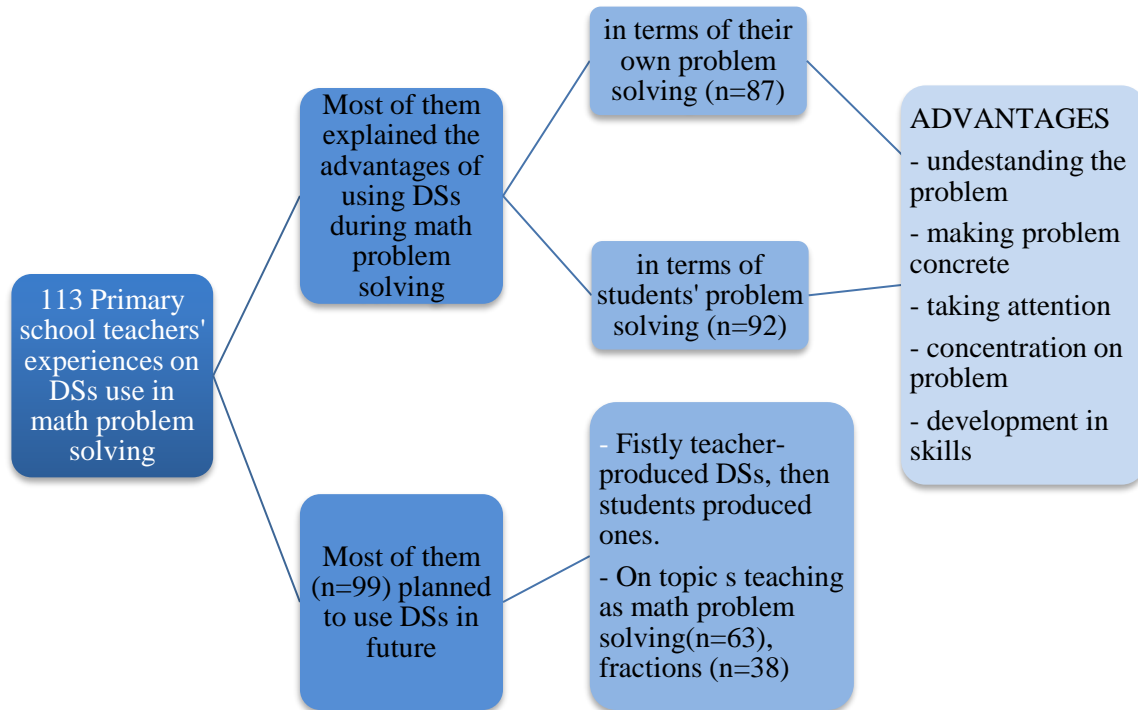 113 Primary
school teachers'
experiences on
DSs use in
math problem
solving
Most of them
explained the
advantages of
using DSs
during math
problem
solving
in terms of their
own problem
solving (n=87)
in terms of
students' problem
solving (n=92)
ADVANTAGES
- undestanding the
problem
- making problem
concrete
- taking attention
- concentration on
problem
- development in
skills
Most of them
(n=99) planned
to use DSs in
future
- Fistly teacher-
produced DSs, then
students produced
ones.
- On topic s teaching
as math problem
solving(n=63),
fractions (n=38)